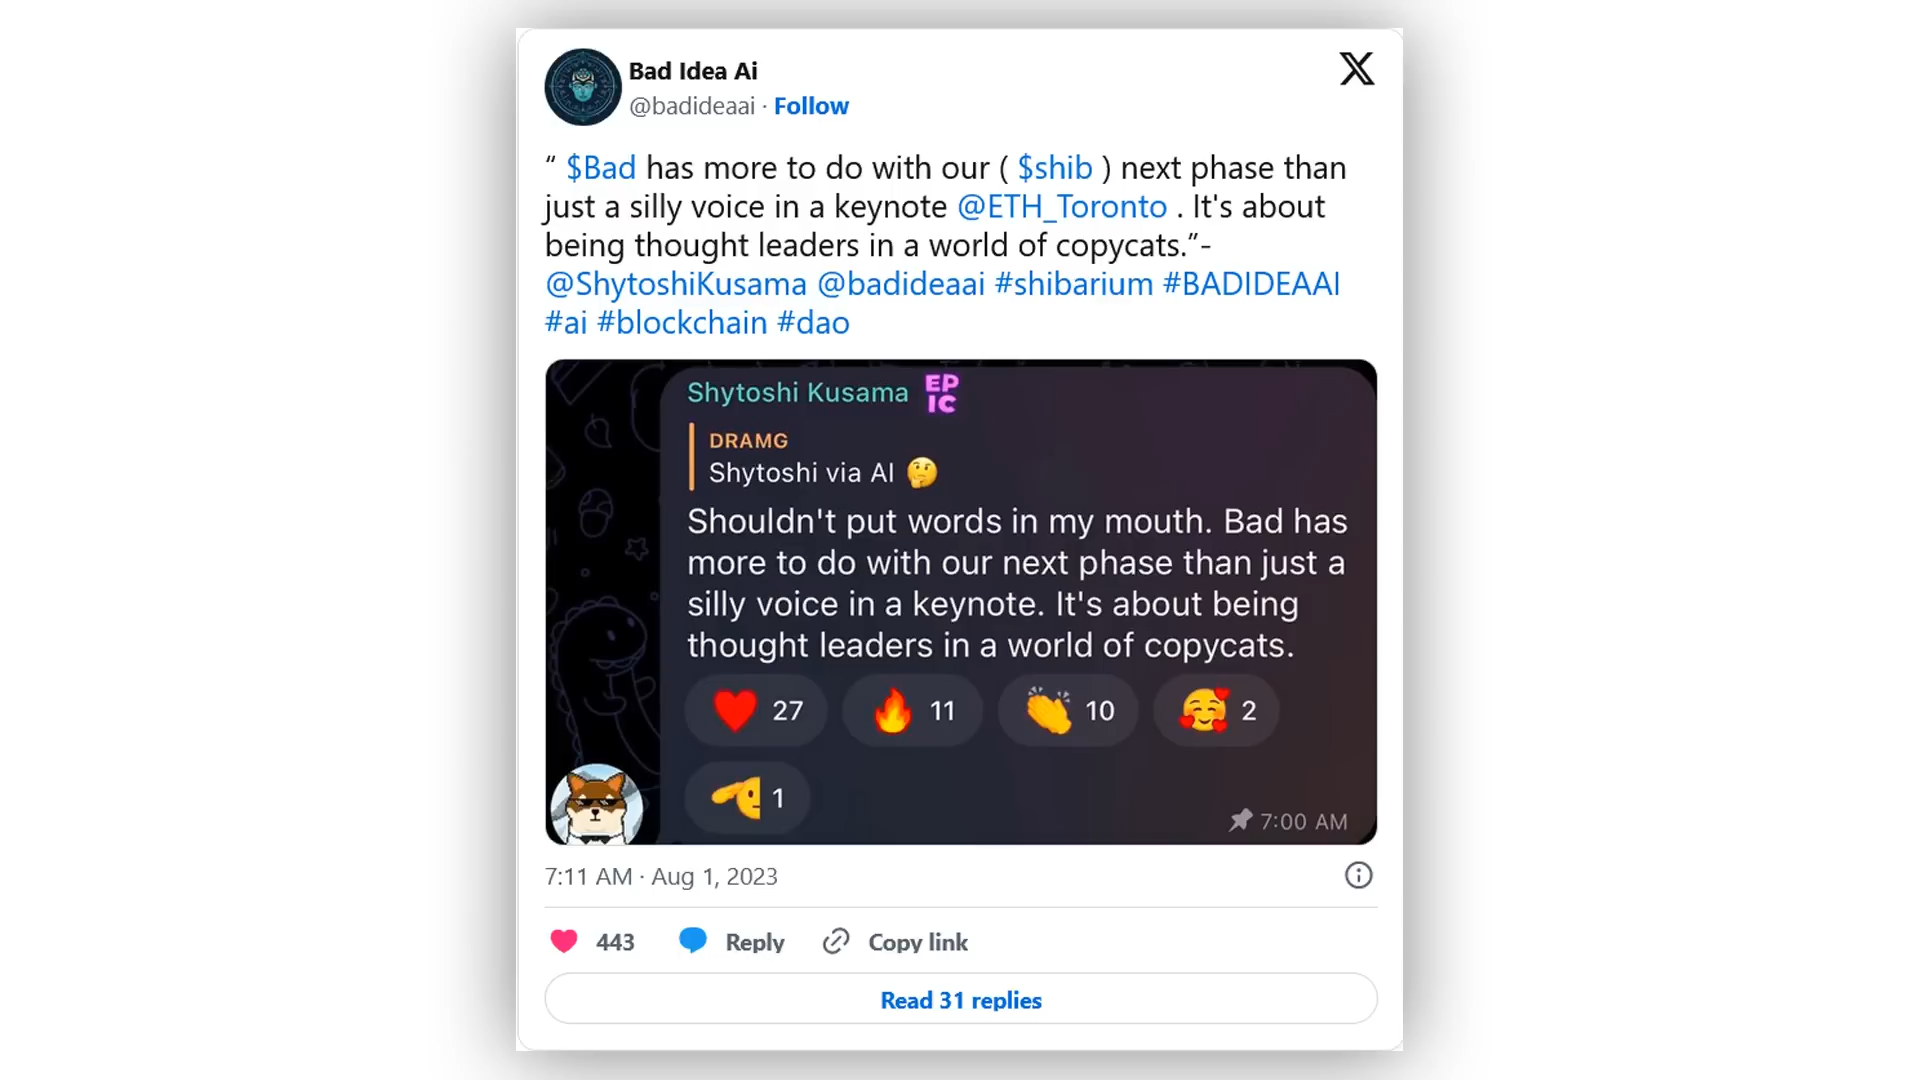 Bad Idea Ai
@badideaai · Follow
“ $Bad has more to do with our ( $shib ) next phase than
just a silly voice in a keynote @ETH_Toronto . It's about
being thought leaders in a world of copycats.”-
@ShytoshiKusama @badideaai #shibarium #BADIDEAAI
#ai #blockchain #dao
Shytoshi Kusama EPIC
DRAMG
Shytoshi via AI 🤔
Shouldn't put words in my mouth. Bad has
more to do with our next phase than just a
silly voice in a keynote. It's about being
thought leaders in a world of copycats.
27 11 10 2
1
7:00 AM
7:11 AM · Aug 1, 2023
443 Reply Copy link
Read 31 replies